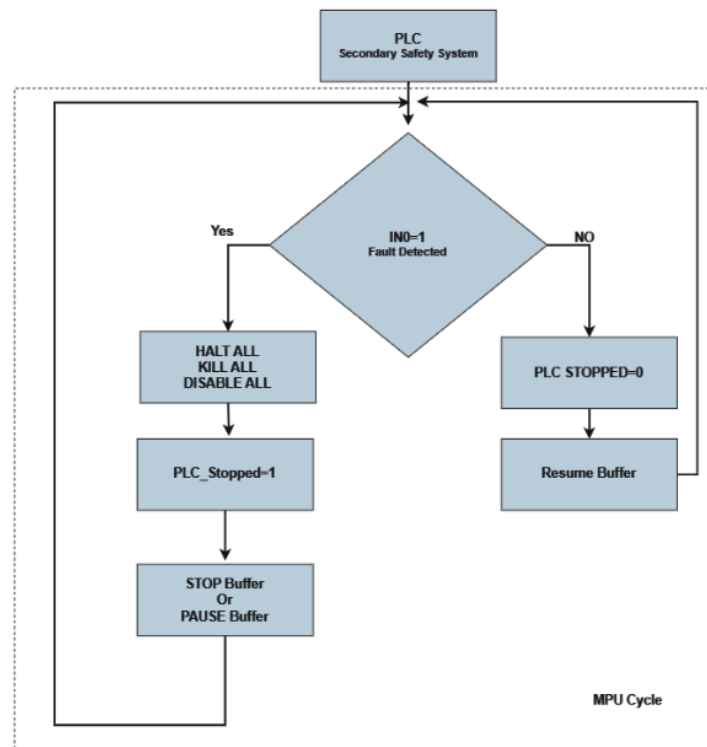 PLC
Secondary Safety System
IN0=1
Fault Detected
Yes
NO
HALT ALL
KILL ALL
DISABLE ALL
PLC STOPPED=0
PLC_Stopped=1
Resume Buffer
STOP Buffer
Or
PAUSE Buffer
MPU Cycle